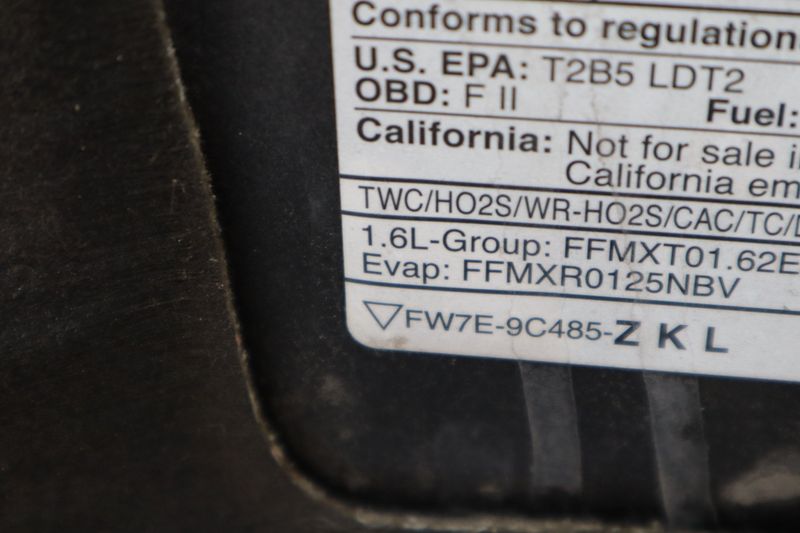 Conforms to regulation
U.S. EPA: T2B5 LDT2
OBD: F II
Fuel:
California: Not for sale
California em
TWC/HO2S/WR-HO2S/CAC/TC/
1.6L-Group: FFMXT01.62E
Evap: FFMXR0125NBV
▽FW7E-9C485-ZKL